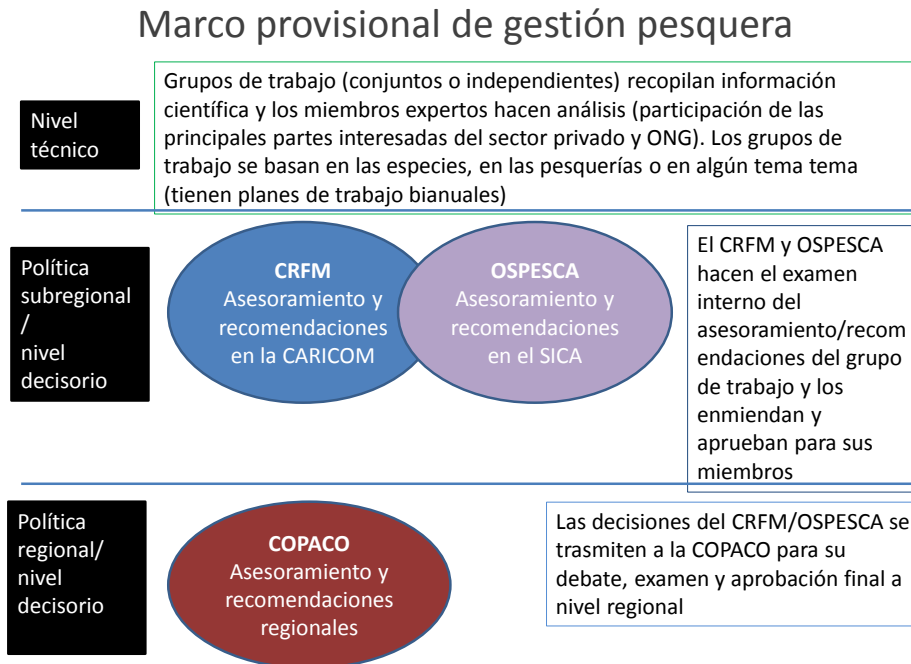 Marco provisional de gestión pesquera
Nivel
técnico
Grupos de trabajo (conjuntos o independientes) recopilan información
científica y los miembros expertos hacen análisis (participación de las
principales partes interesadas del sector privado y ONG). Los grupos de
trabajo se basan en las especies, en las pesquerías o en algún tema tema
(tienen planes de trabajo bianuales)
Política
subregional
/
nivel
decisorio
CRFM
Asesoramiento y
recomendaciones
en la CARICOM
OSPESCA
Asesoramiento y
recomendaciones
en el SICA
El CRFM y OSPESCA
hacen el examen
interno del
asesoramiento/recom
endaciones del grupo
de trabajo y los
enmiendan y
aprueban para sus
miembros
Política
regional/
nivel
decisorio
COPACO
Asesoramiento y
recomendaciones
regionales
Las decisiones del CRFM/OSPESCA se
trasmiten a la COPACO para su
debate, examen y aprobación final a
nivel regional